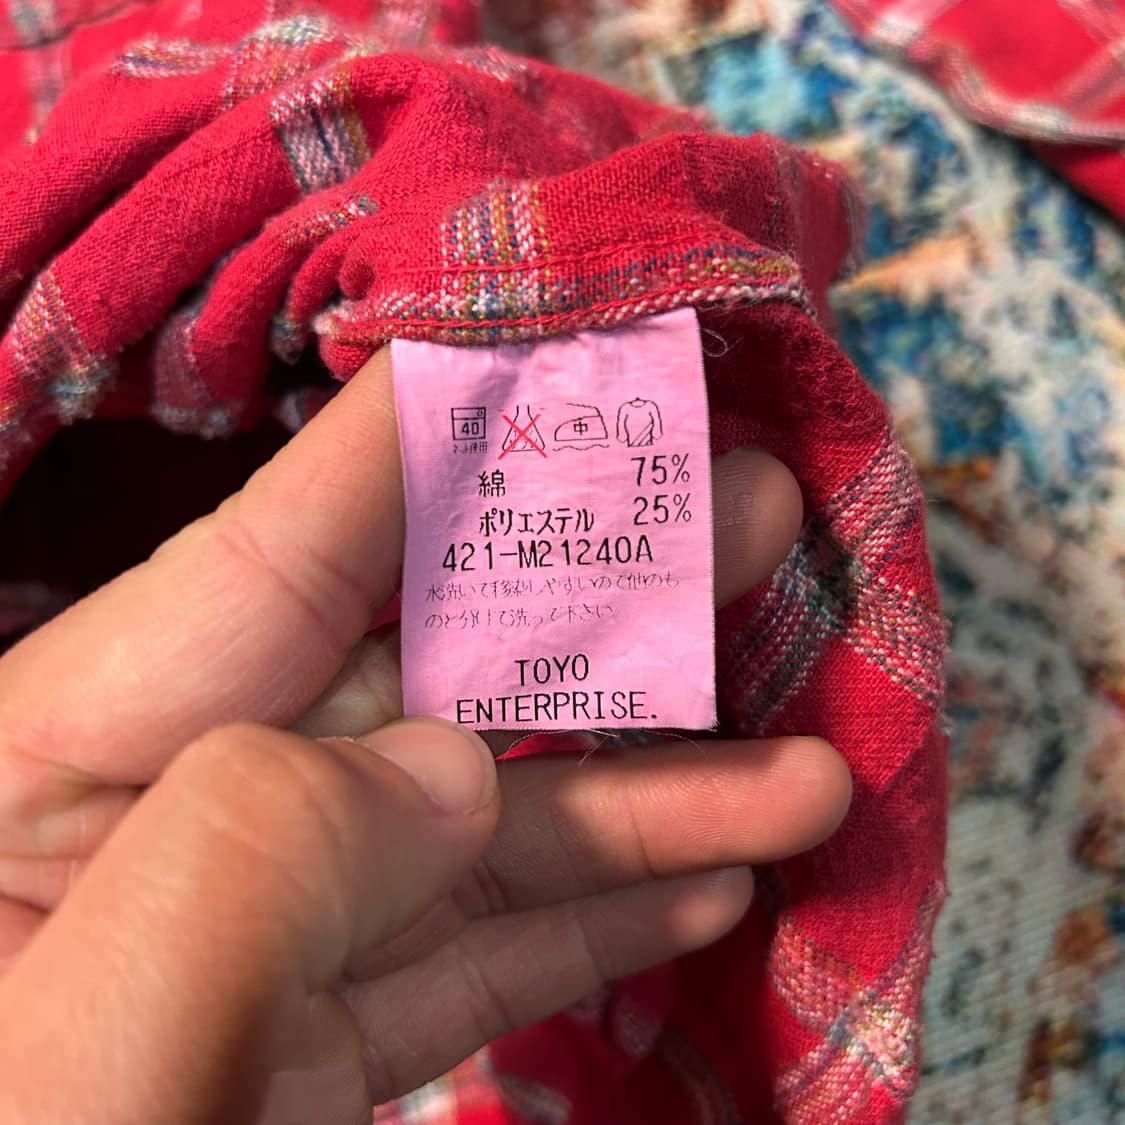 40
ネット使用
中
綿 75%
ポリエステル 25%
421-M21240A
水洗いで移染しやすいので他のも
のと分けて洗って下さい
TOYO
ENTERPRISE.